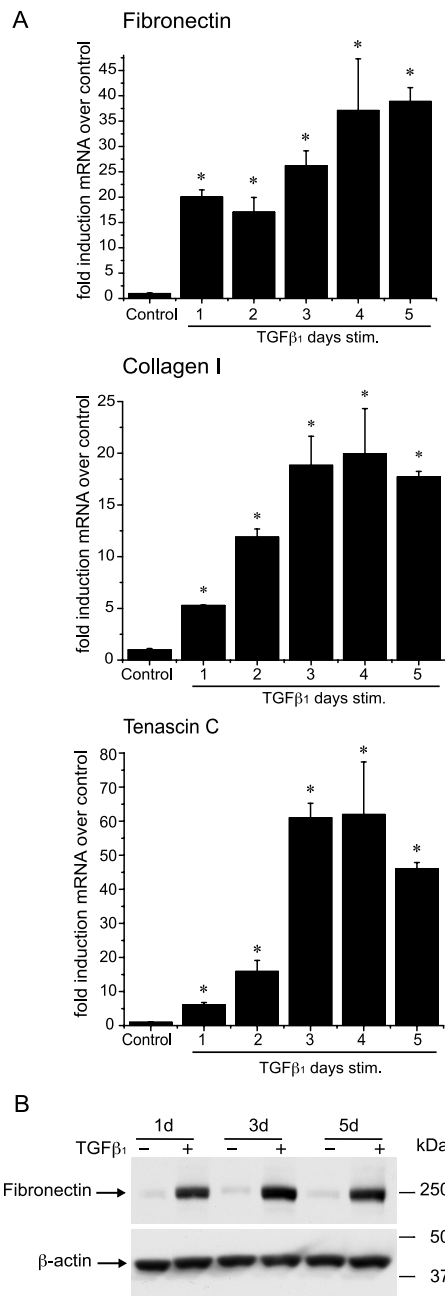 A
Fibronectin
fold induction mRNA over control
50
45
40
35
30
25
20
15
10
5
0
* * * * *
Control 1 2 3 4 5
TGFβ1 days stim.
Collagen I
fold induction mRNA over control
25
20
15
10
5
0
* * * * *
Control 1 2 3 4 5
TGFβ1 days stim.
Tenascin C
fold induction mRNA over control
80
70
60
50
40
30
20
10
0
* * * * *
Control 1 2 3 4 5
TGFβ1 days stim.
B
1d 3d 5d
TGFβ1 – + – + – + kDa
Fibronectin 250
50
β-actin
37